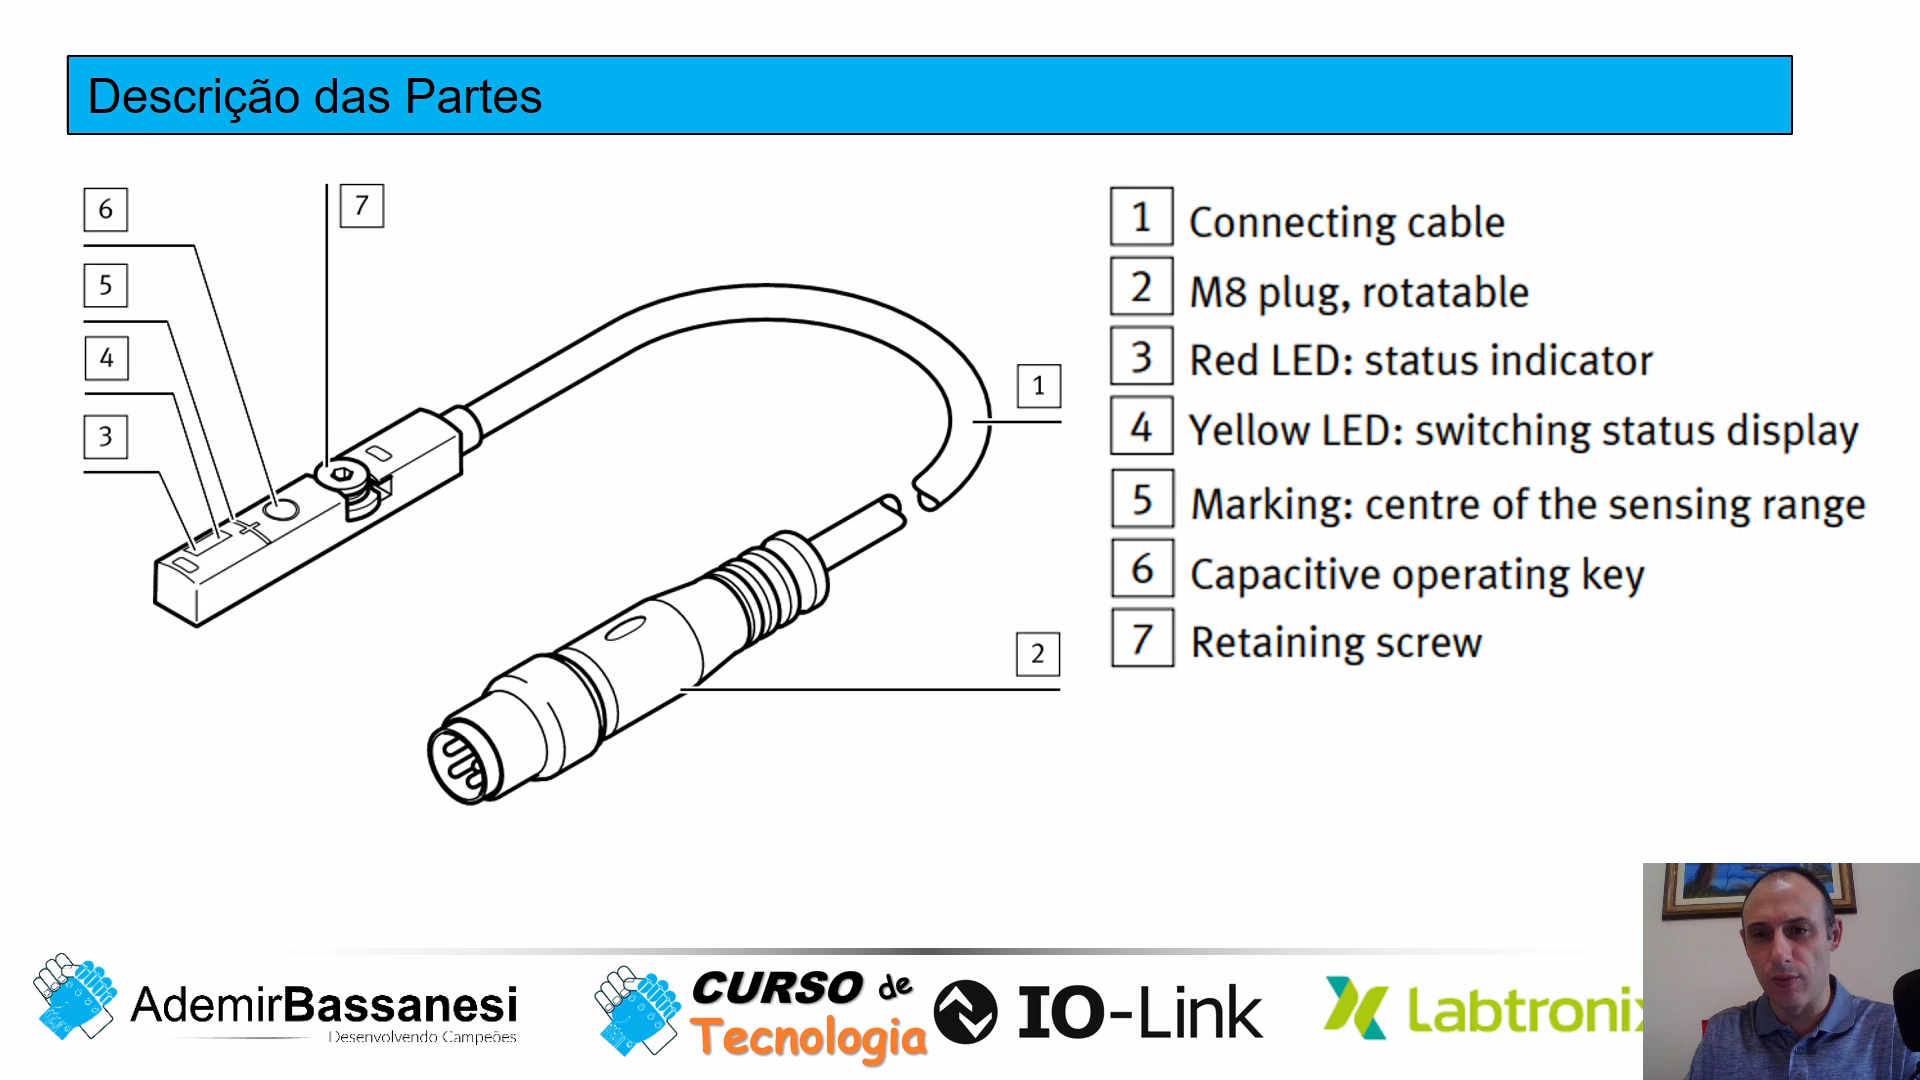 Descrição das Partes
6
7
5
4
3
1
2
1 Connecting cable
2 M8 plug, rotatable
3 Red LED: status indicator
4 Yellow LED: switching status display
5 Marking: centre of the sensing range
6 Capacitive operating key
7 Retaining screw
AdemirBassanesi
Desenvolvendo Campeões
CURSO de
Tecnologia
IO-Link
Labtronix